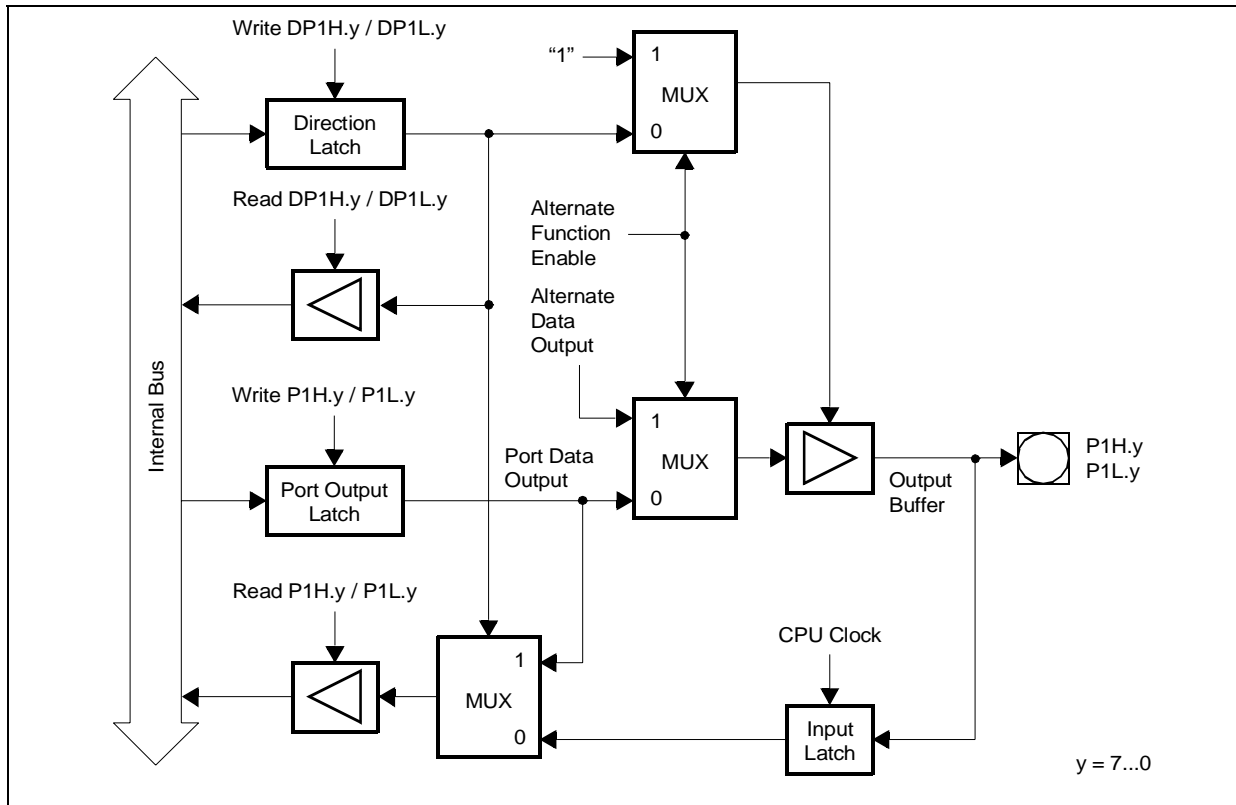 Write DP1H.y / DP1L.y
“1”
1
MUX
0
Direction
Latch
Read DP1H.y / DP1L.y
Alternate
Function
Enable
Alternate
Data
Output
Internal Bus
Write P1H.y / P1L.y
1
MUX
0
Port Data
Output
Port Output
Latch
Output
Buffer
P1H.y
P1L.y
Read P1H.y / P1L.y
CPU Clock
1
MUX
0
Input
Latch
y = 7...0